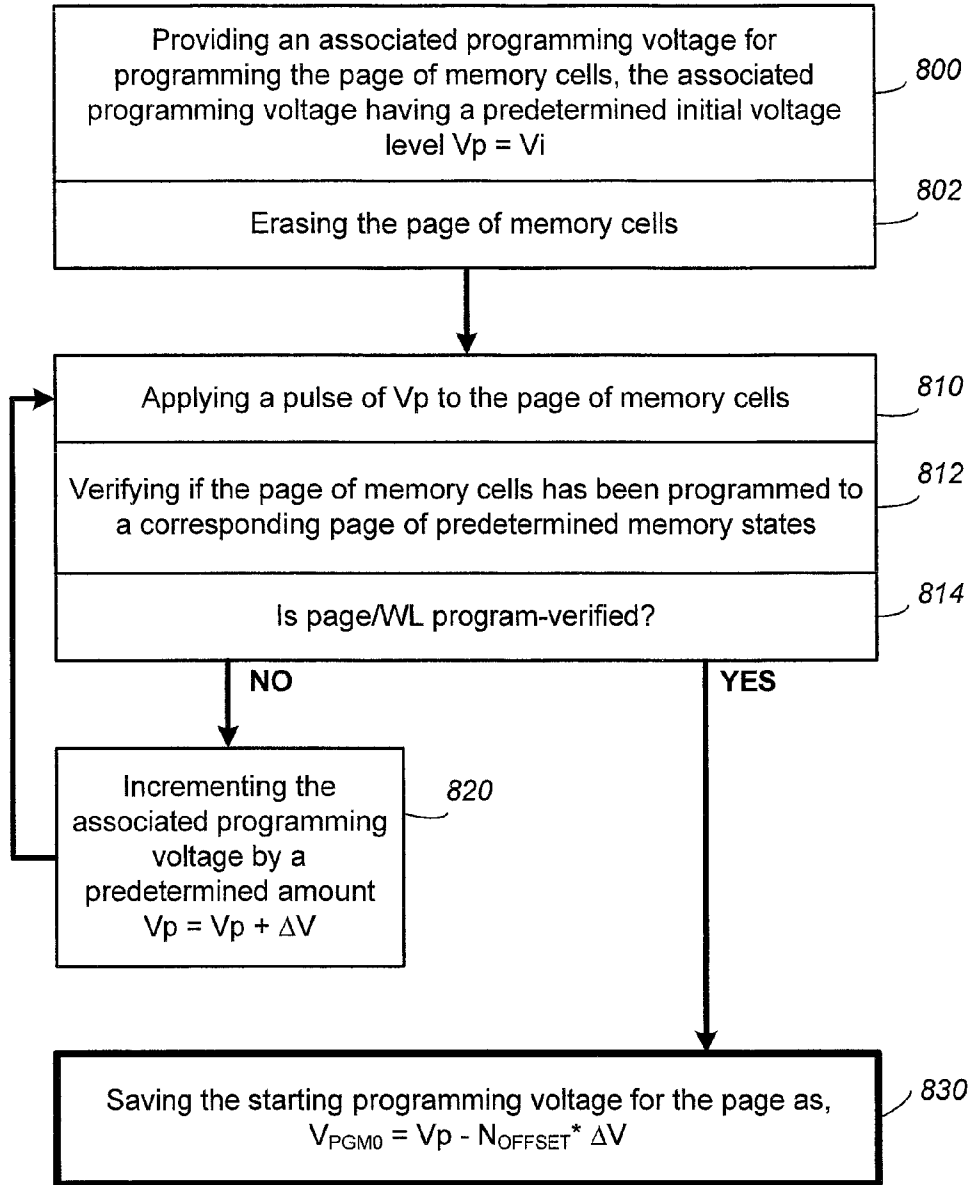 Providing an associated programming voltage for
programming the page of memory cells, the associated
programming voltage having a predetermined initial voltage
level Vp = Vi
800
802
Erasing the page of memory cells
Applying a pulse of Vp to the page of memory cells
810
Verifying if the page of memory cells has been programmed to
a corresponding page of predetermined memory states
812
Is page/WL program-verified?
814
NO
YES
Incrementing the
associated programming
voltage by a
predetermined amount
Vp = Vp + ΔV
820
Saving the starting programming voltage for the page as,
V_PGM0 = Vp - N_OFFSET* ΔV
830